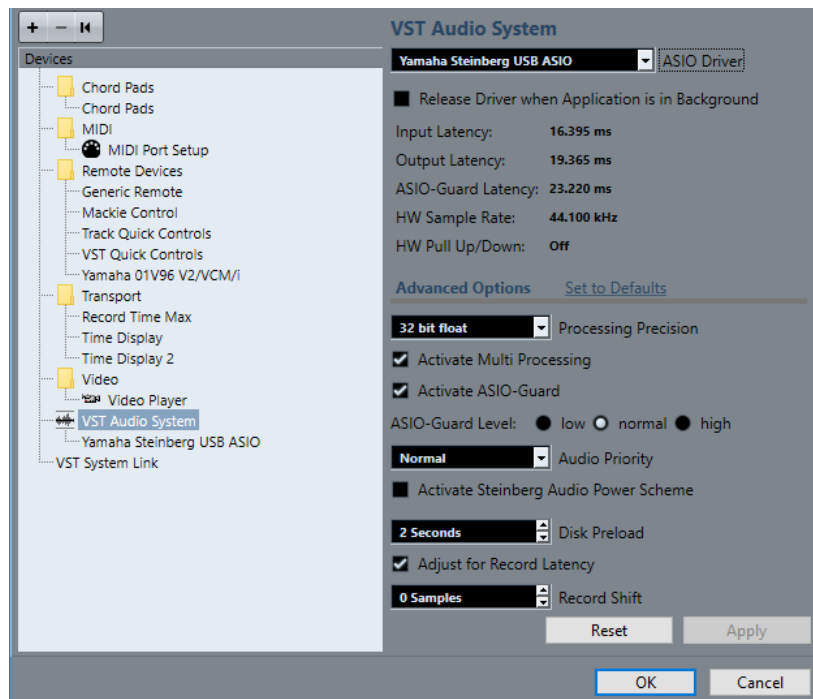 Devices
Chord Pads
Chord Pads
MIDI
MIDI Port Setup
Remote Devices
Generic Remote
Mackie Control
Track Quick Controls
VST Quick Controls
Yamaha 01V96 V2/VCM/i
Transport
Record Time Max
Time Display
Time Display 2
Video
Video Player
VST Audio System
Yamaha Steinberg USB ASIO
VST System Link
VST Audio System
Yamaha Steinberg USB ASIO ASIO Driver
Release Driver when Application is in Background
Input Latency: 16.395 ms
Output Latency: 19.365 ms
ASIO-Guard Latency: 23.220 ms
HW Sample Rate: 44.100 kHz
HW Pull Up/Down: Off
Advanced Options Set to Defaults
32 bit float Processing Precision
Activate Multi Processing
Activate ASIO-Guard
ASIO-Guard Level: low normal high
Normal Audio Priority
Activate Steinberg Audio Power Scheme
2 Seconds Disk Preload
Adjust for Record Latency
0 Samples Record Shift
Reset Apply
OK Cancel